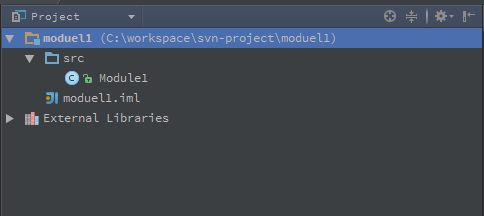 Project
moduel1 (C:\workspace\svn-project\moduel1)
src
C Module1
moduel1.iml
External Libraries